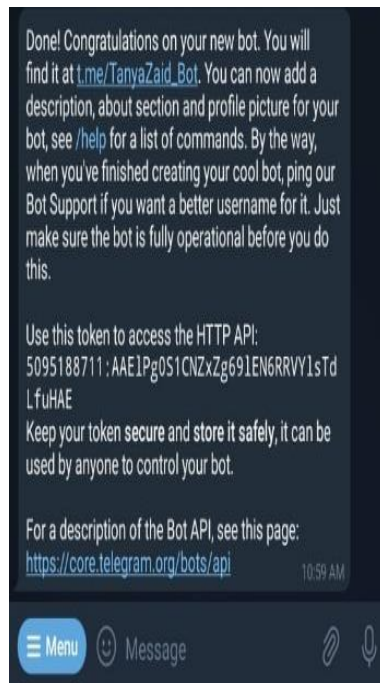 Done! Congratulations on your new bot. You will
find it at t.me/TanyaZaid_Bot. You can now add a
description, about section and profile picture for your
bot, see /help for a list of commands. By the way,
when you've finished creating your cool bot, ping our
Bot Support if you want a better username for it. Just
make sure the bot is fully operational before you do
this.
Use this token to access the HTTP API:
5095188711:AAElPg0S1CNZxZg69lEN6RRVYlsTd
LfuHAE
Keep your token secure and store it safely, it can be
used by anyone to control your bot.
For a description of the Bot API, see this page:
https://core.telegram.org/bots/api
10:59 AM
Menu
Message